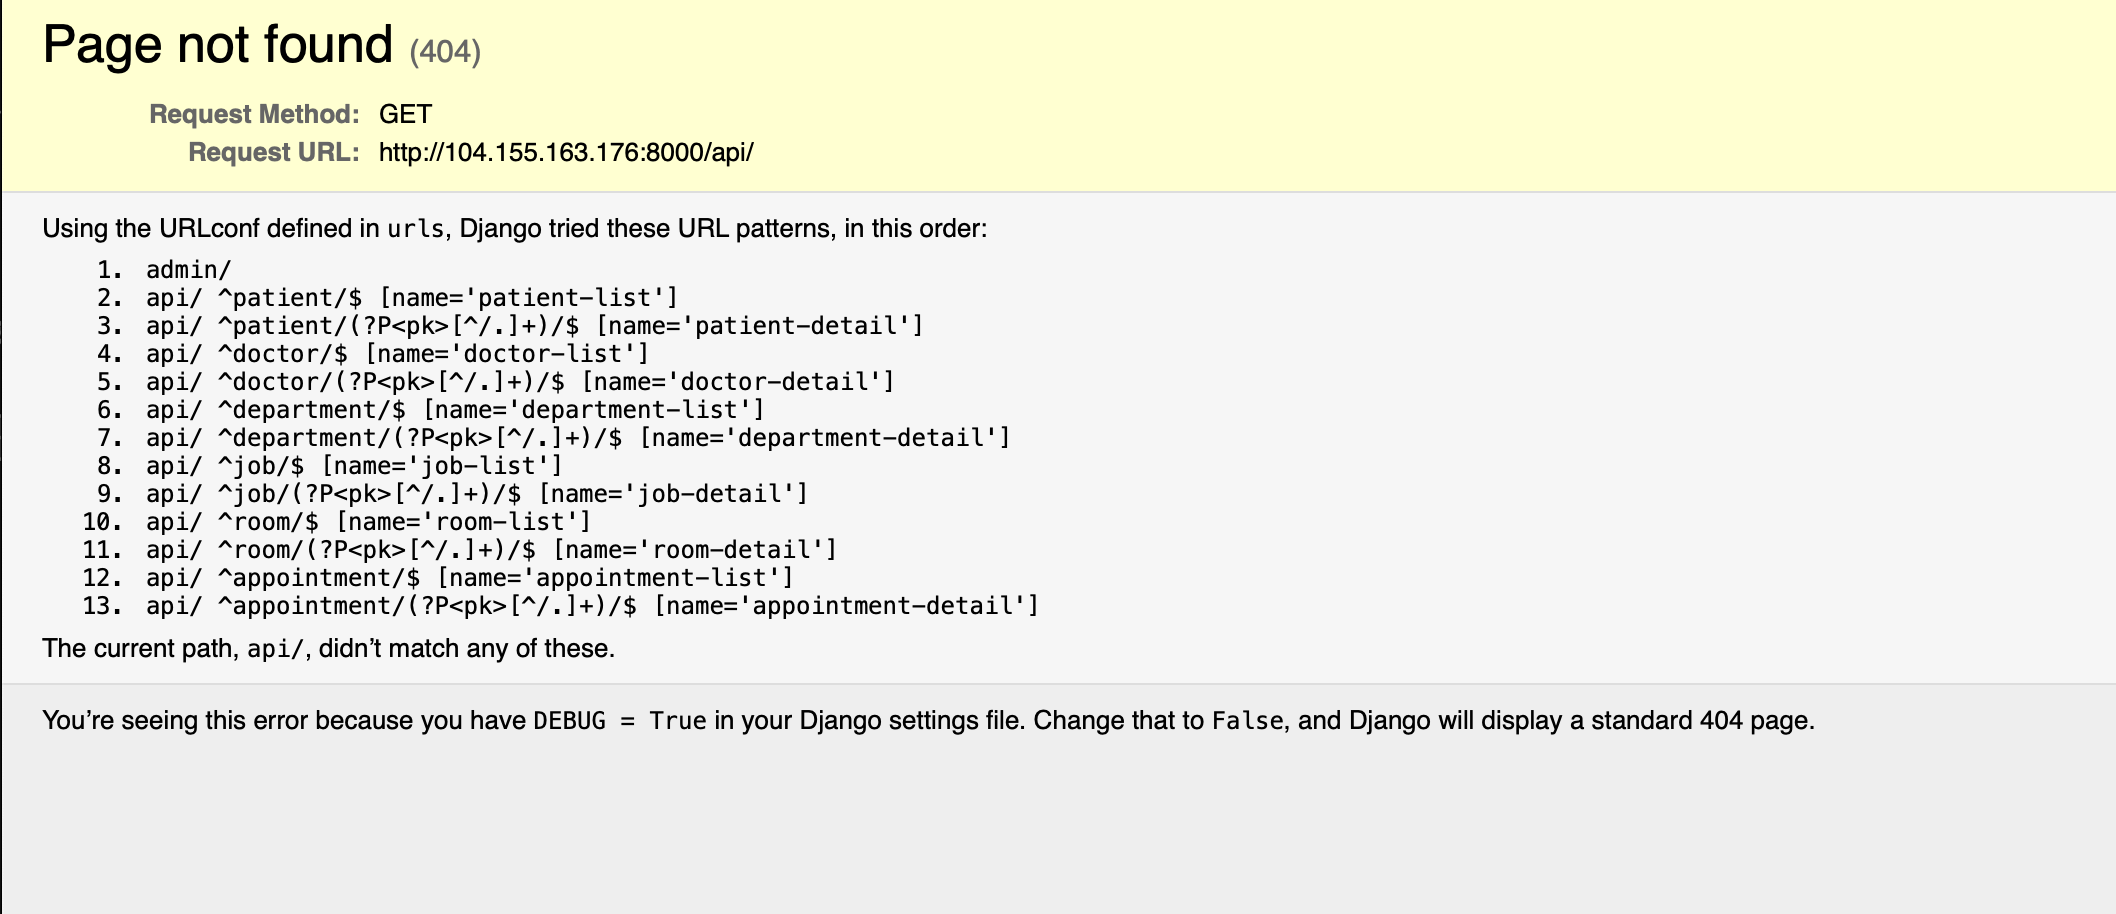 Page not found (404)
Request Method: GET
Request URL: http://104.155.163.176:8000/api/
Using the URLconf defined in urls, Django tried these URL patterns, in this order:
1. admin/
2. api/ ^patient/$ [name='patient-list']
3. api/ ^patient/(?P<pk>[^/.]+)/$ [name='patient-detail']
4. api/ ^doctor/$ [name='doctor-list']
5. api/ ^doctor/(?P<pk>[^/.]+)/$ [name='doctor-detail']
6. api/ ^department/$ [name='department-list']
7. api/ ^department/(?P<pk>[^/.]+)/$ [name='department-detail']
8. api/ ^job/$ [name='job-list']
9. api/ ^job/(?P<pk>[^/.]+)/$ [name='job-detail']
10. api/ ^room/$ [name='room-list']
11. api/ ^room/(?P<pk>[^/.]+)/$ [name='room-detail']
12. api/ ^appointment/$ [name='appointment-list']
13. api/ ^appointment/(?P<pk>[^/.]+)/$ [name='appointment-detail']
The current path, api/, didn’t match any of these.
You’re seeing this error because you have DEBUG = True in your Django settings file. Change that to False, and Django will display a standard 404 page.